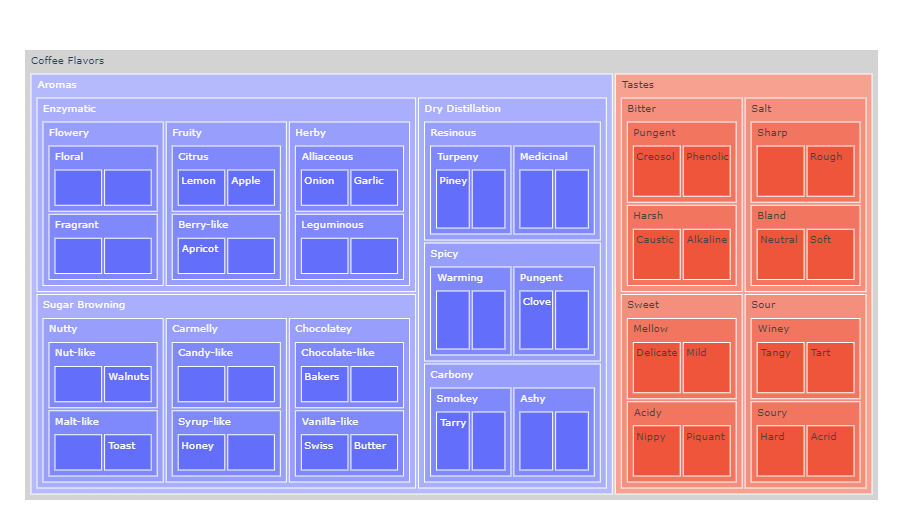 Coffee Flavors
Aromas
Enzymatic
Flowery
Floral
Fragrant
Fruity
Citrus
Lemon
Apple
Berry-like
Apricot
Herby
Alliaceous
Onion
Garlic
Leguminous
Sugar Browning
Nutty
Nut-like
Walnuts
Malt-like
Toast
Carmelly
Candy-like
Syrup-like
Honey
Chocolatey
Chocolate-like
Bakers
Vanilla-like
Swiss
Butter
Dry Distillation
Resinous
Turpeny
Piney
Medicinal
Spicy
Warming
Pungent
Clove
Carbony
Smokey
Tarry
Ashy
Tastes
Bitter
Pungent
Creosol
Phenolic
Harsh
Caustic
Alkaline
Salt
Sharp
Rough
Bland
Neutral
Soft
Sweet
Mellow
Delicate
Mild
Acidy
Nippy
Piquant
Sour
Winey
Tangy
Tart
Soury
Hard
Acrid